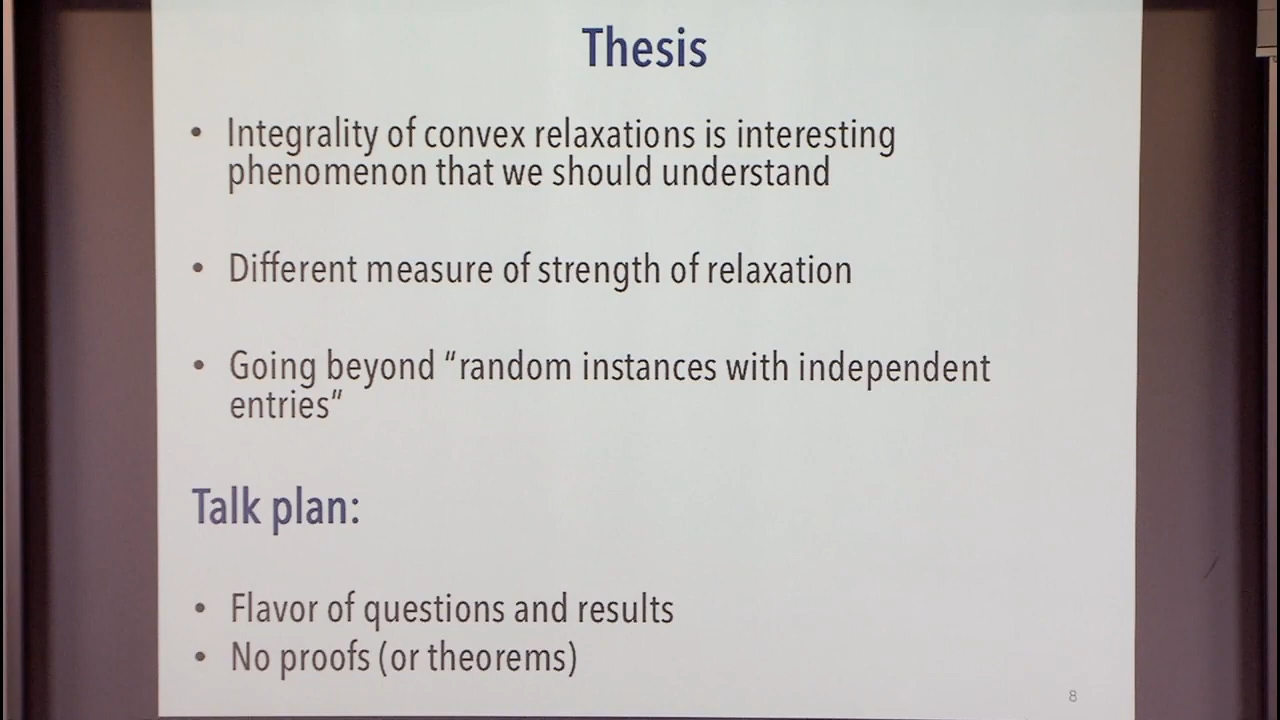 Thesis
• Integrality of convex relaxations is interesting
phenomenon that we should understand
• Different measure of strength of relaxation
• Going beyond “random instances with independent
entries”
Talk plan:
• Flavor of questions and results
• No proofs (or theorems)
8